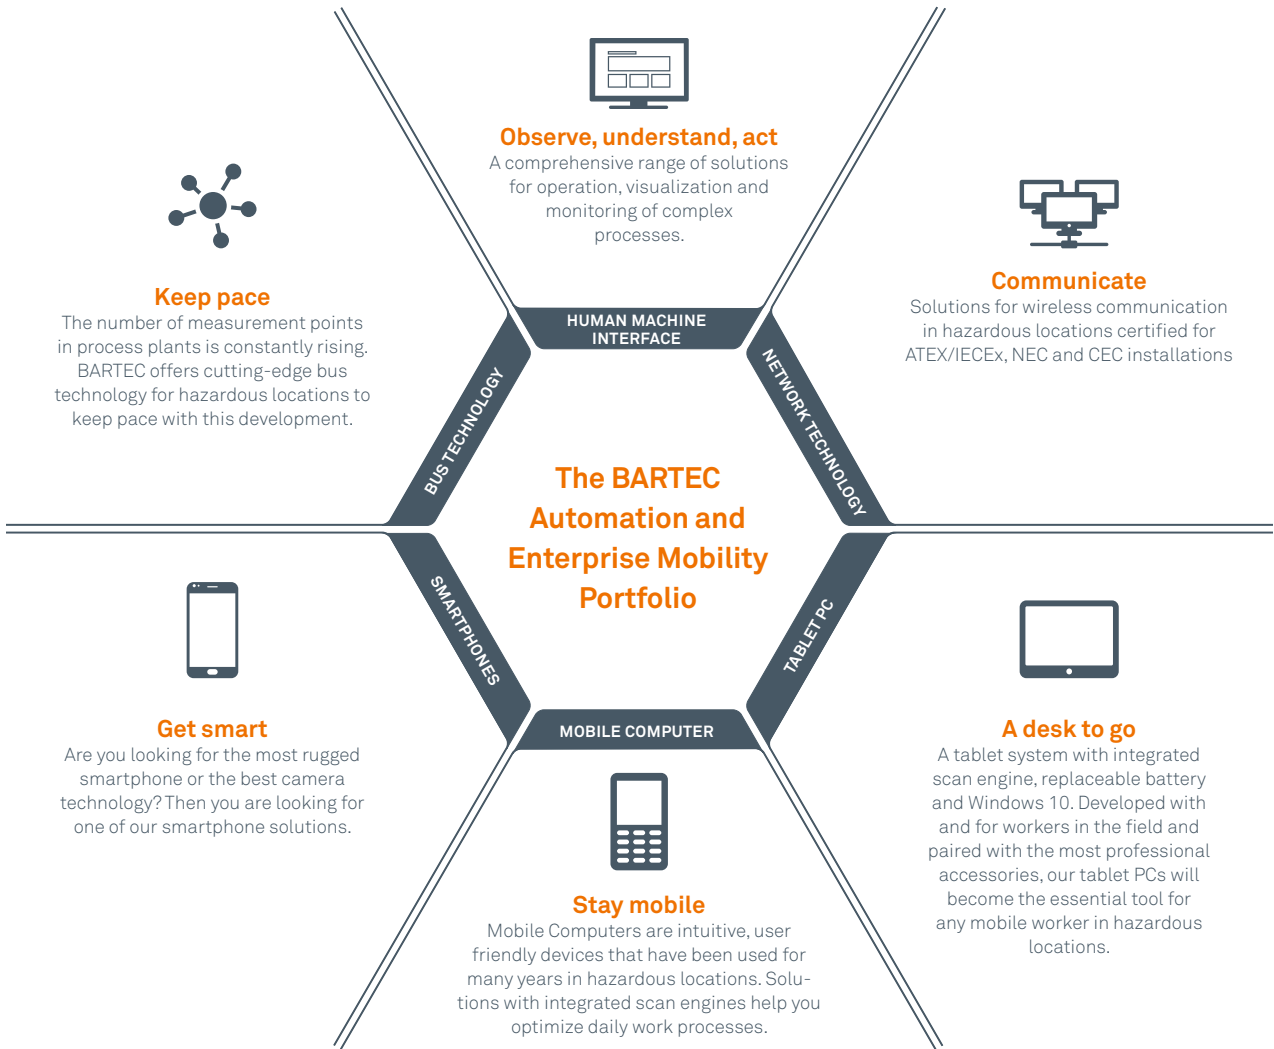 Observe, understand, act
A comprehensive range of solutions
for operation, visualization and
monitoring of complex
processes.
Keep pace
The number of measurement points
in process plants is constantly rising.
BARTEC offers cutting-edge bus
technology for hazardous locations to
keep pace with this development.
Communicate
Solutions for wireless communication
in hazardous locations certified for
ATEX/IECEx, NEC and CEC installations
HUMAN MACHINE
INTERFACE
BUS TECHNOLOGY
NETWORK TECHNOLOGY
The BARTEC
Automation and
Enterprise Mobility
Portfolio
SMARTPHONES
TABLET PC
MOBILE COMPUTER
Get smart
Are you looking for the most rugged
smartphone or the best camera
technology? Then you are looking for
one of our smartphone solutions.
A desk to go
A tablet system with integrated
scan engine, replaceable battery
and Windows 10. Developed with
and for workers in the field and
paired with the most professional
accessories, our tablet PCs will
become the essential tool for
any mobile worker in hazardous
locations.
Stay mobile
Mobile Computers are intuitive, user
friendly devices that have been used for
many years in hazardous locations. Solu-
tions with integrated scan engines help you
optimize daily work processes.